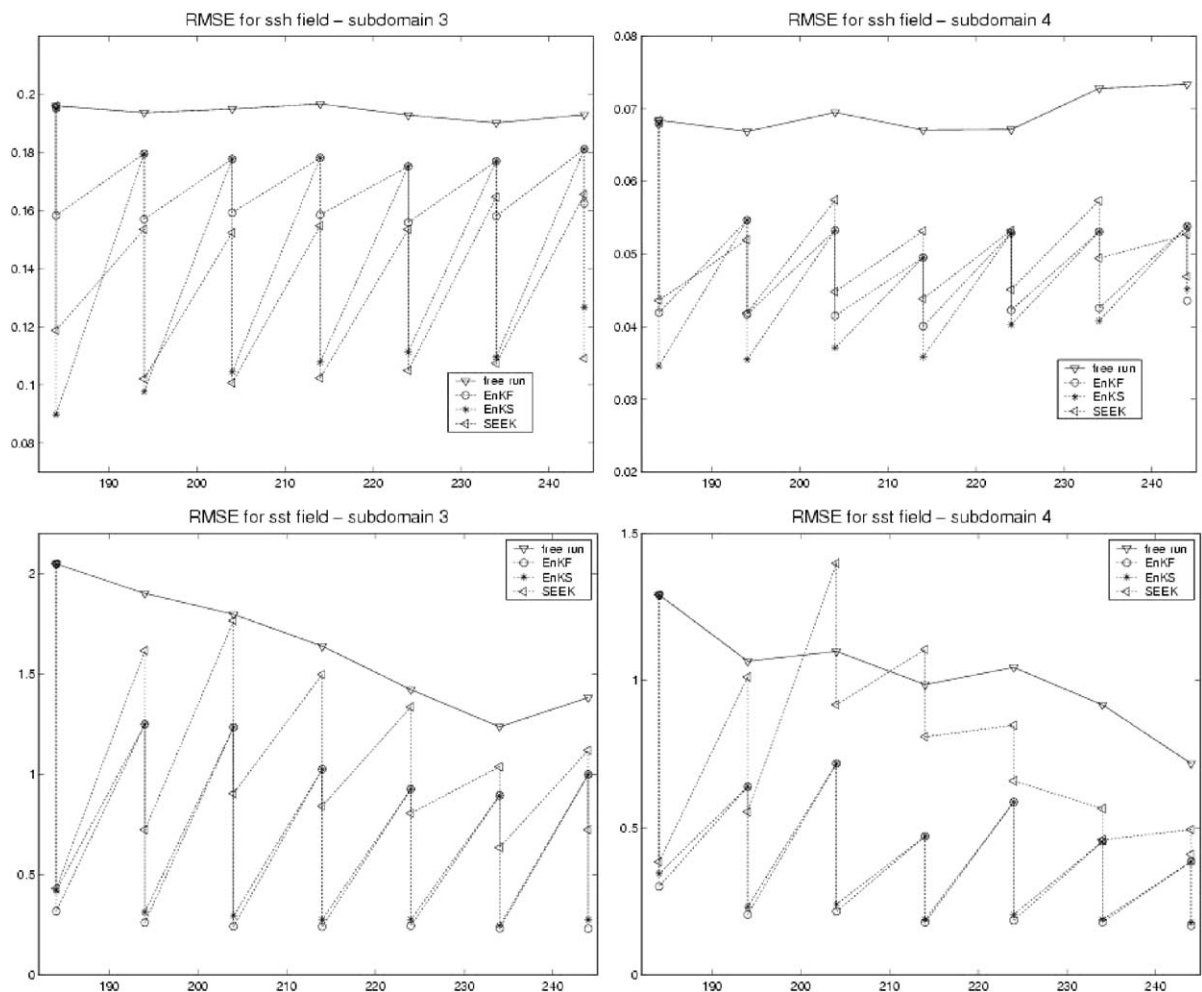 RMSE for ssh field – subdomain 3
0.2
0.18
0.16
0.14
0.12
0.1
0.08
190
200
210
220
230
240
free run
EnKF
EnKS
SEEK
RMSE for ssh field – subdomain 4
0.08
0.07
0.06
0.05
0.04
0.03
0.02
190
200
210
220
230
240
free run
EnKF
EnKS
SEEK
RMSE for sst field – subdomain 3
2
1.5
1
0.5
0
190
200
210
220
230
240
free run
EnKF
EnKS
SEEK
RMSE for sst field – subdomain 4
1.5
1
0.5
0
190
200
210
220
230
240
free run
EnKF
EnKS
SEEK